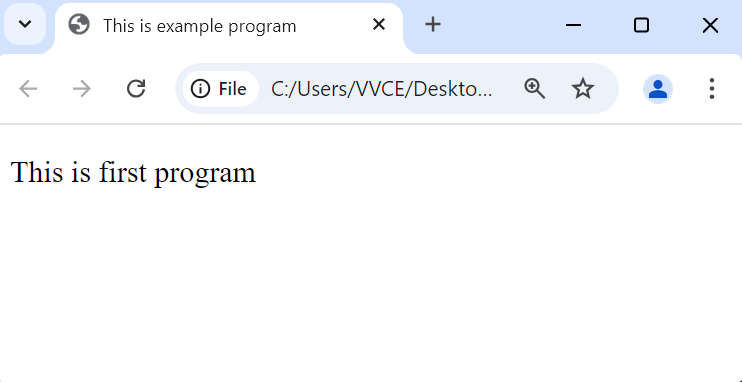 This is example program
File C:/Users/VVCE/Deskto...
This is first program